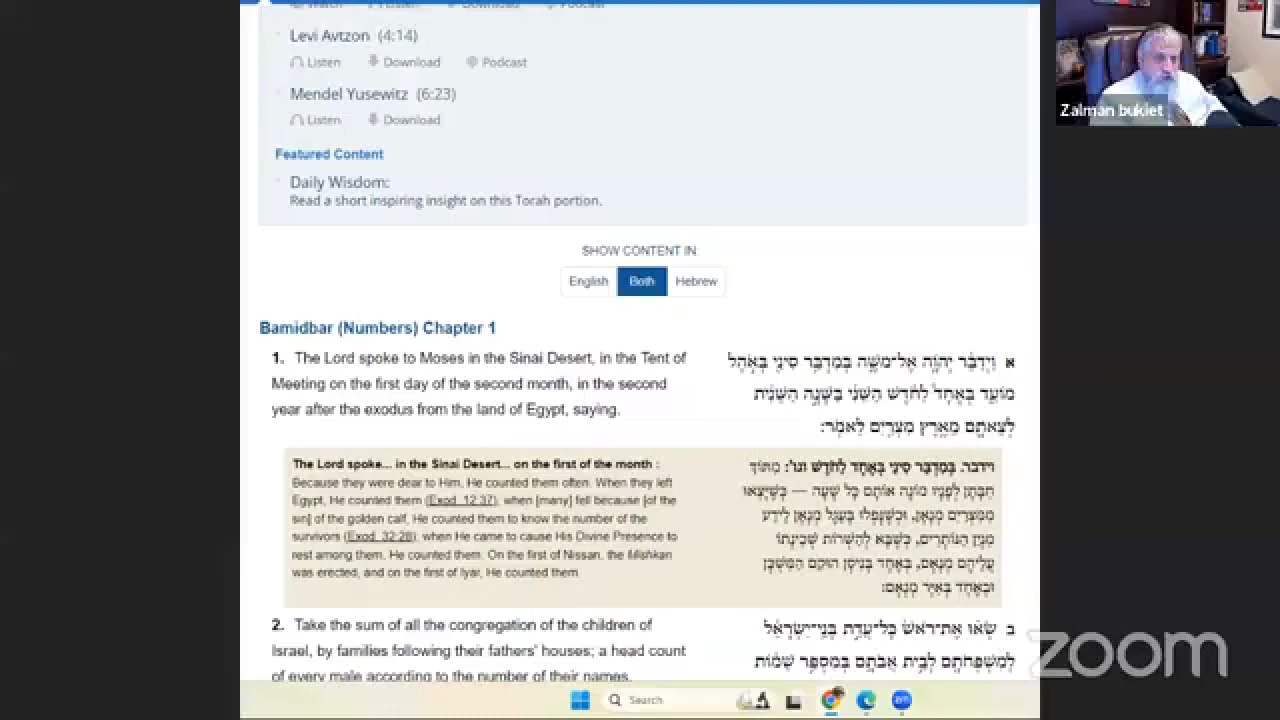 Watch Listen Download Podcast
Levi Avtzon (4:14)
Listen Download Podcast
Mendel Yusewitz (6:23)
Listen Download
Featured Content
Daily Wisdom:
Read a short inspiring insight on this Torah portion.
SHOW CONTENT IN:
English Both Hebrew
Bamidbar (Numbers) Chapter 1
1. The Lord spoke to Moses in the Sinai Desert, in the Tent of
Meeting on the first day of the second month, in the second
year after the exodus from the land of Egypt, saying.
א וַיְדַבֵּ֨ר יְהֹוָ֧ה אֶל־משֶׁ֛ה בְּמִדְבַּ֥ר סִינַ֖י בְּאֹ֣הֶל
מוֹעֵ֑ד בְּאֶחָד֩ לַחֹ֨דֶשׁ הַשֵּׁנִ֜י בַּשָּׁנָ֣ה הַשֵּׁנִ֗ית
לְצֵאתָ֛ם מֵאֶ֥רֶץ מִצְרַ֖יִם לֵאמֹֽר:
The Lord spoke... in the Sinai Desert... on the first of the month :
Because they were dear to Him, He counted them often. When they left
Egypt, He counted them (Exod. 12:37), when [many] fell because [of the
sin] of the golden calf, He counted them to know the number of the
survivors (Exod. 32:28); when He came to cause His Divine Presence to
rest among them, He counted them. On the first of Nissan, the Mishkan
was erected, and on the first of Iyar, He counted them.
וידבר. בְּמִדְבַּר סִינַי בְּאֶחָד לַחֹדֶשׁ וגו': מִתּוֹךְ
חִבָּתָן לְפָנָיו מוֹנֶה אוֹתָם כָּל שָׁעָה — כְּשֶׁיָּצְאוּ
מִמִּצְרַיִם מְנָאָן, וּכְשֶׁנָּפְלוּ בָעֵגֶל מְנָאָן לֵידַע
מִנְיַן הַנּוֹתָרִים, כְּשֶׁבָּא לְהַשְׁרוֹת שְׁכִינָתוֹ
עֲלֵיהֶם מְנָאָם, בְּאֶחָד בְּנִיסָן הוּקַם הַמִּשְׁכָּן
וּבְאֶחָד בְּאִיָּר מְנָאָם:
2. Take the sum of all the congregation of the children of
Israel, by families following their fathers' houses; a head count
of every male according to the number of their names.
ב שְׂא֗וּ אֶת־רֹאשׁ֙ כָּל־עֲדַ֣ת בְּנֵֽי־יִשְׂרָאֵ֔ל
לְמִשְׁפְּחֹתָ֖ם לְבֵ֣ית אֲבֹתָ֑ם בְּמִסְפַּ֣ר שֵׁמ֔וֹת
Search
zm
Zalman bukiet
zoom